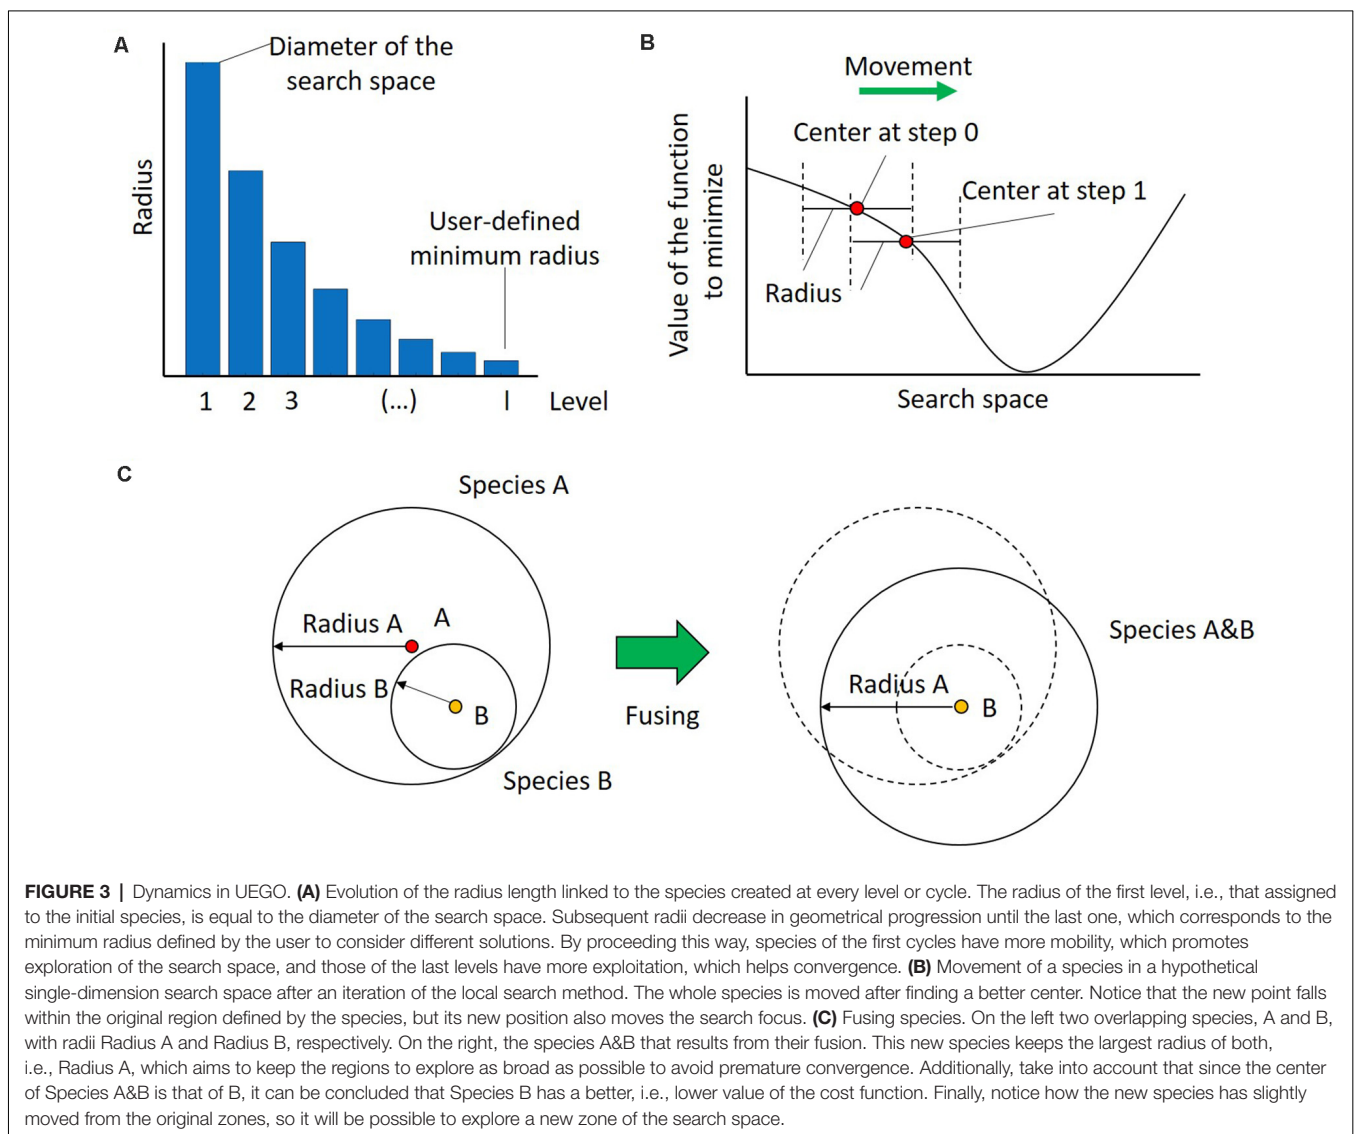 A
Diameter of the
search space
Radius
User-defined
minimum radius
1 2 3 (...) l Level
B
Movement
Center at step 0
Center at step 1
Radius
Value of the function
to minimize
Search space
C
Species A
Radius A
A
Radius B
B
Species B
Fusing
Radius A
B
Species A&B
FIGURE 3 | Dynamics in UEGO. (A) Evolution of the radius length linked to the species created at every level or cycle. The radius of the first level, i.e., that assigned
to the initial species, is equal to the diameter of the search space. Subsequent radii decrease in geometrical progression until the last one, which corresponds to the
minimum radius defined by the user to consider different solutions. By proceeding this way, species of the first cycles have more mobility, which promotes
exploration of the search space, and those of the last levels have more exploitation, which helps convergence. (B) Movement of a species in a hypothetical
single-dimension search space after an iteration of the local search method. The whole species is moved after finding a better center. Notice that the new point falls
within the original region defined by the species, but its new position also moves the search focus. (C) Fusing species. On the left two overlapping species, A and B,
with radii Radius A and Radius B, respectively. On the right, the species A&B that results from their fusion. This new species keeps the largest radius of both,
i.e., Radius A, which aims to keep the regions to explore as broad as possible to avoid premature convergence. Additionally, take into account that since the center
of Species A&B is that of B, it can be concluded that Species B has a better, i.e., lower value of the cost function. Finally, notice how the new species has slightly
moved from the original zones, so it will be possible to explore a new zone of the search space.